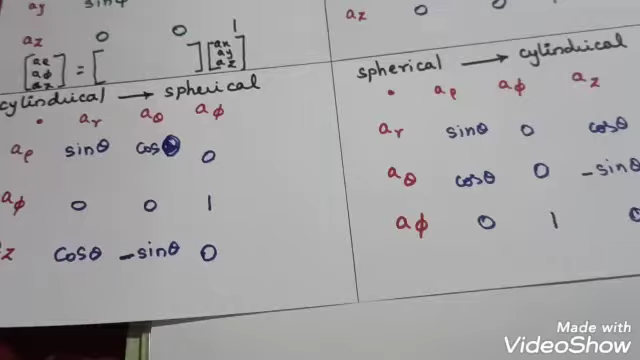 ay sinφ
az 0 0 1
[aρ aφ az] = [ ] [ax ay az]
cylindrical → spherical
• ar aθ aφ
aρ sinθ cosθ 0
aφ 0 0 1
z cosθ -sinθ 0
az 0 0
spherical → cylindrical
• aρ aφ az
ar sinθ 0 cosθ
aθ cosθ 0 -sinθ
aφ 0 1 0
Made with
VideoShow